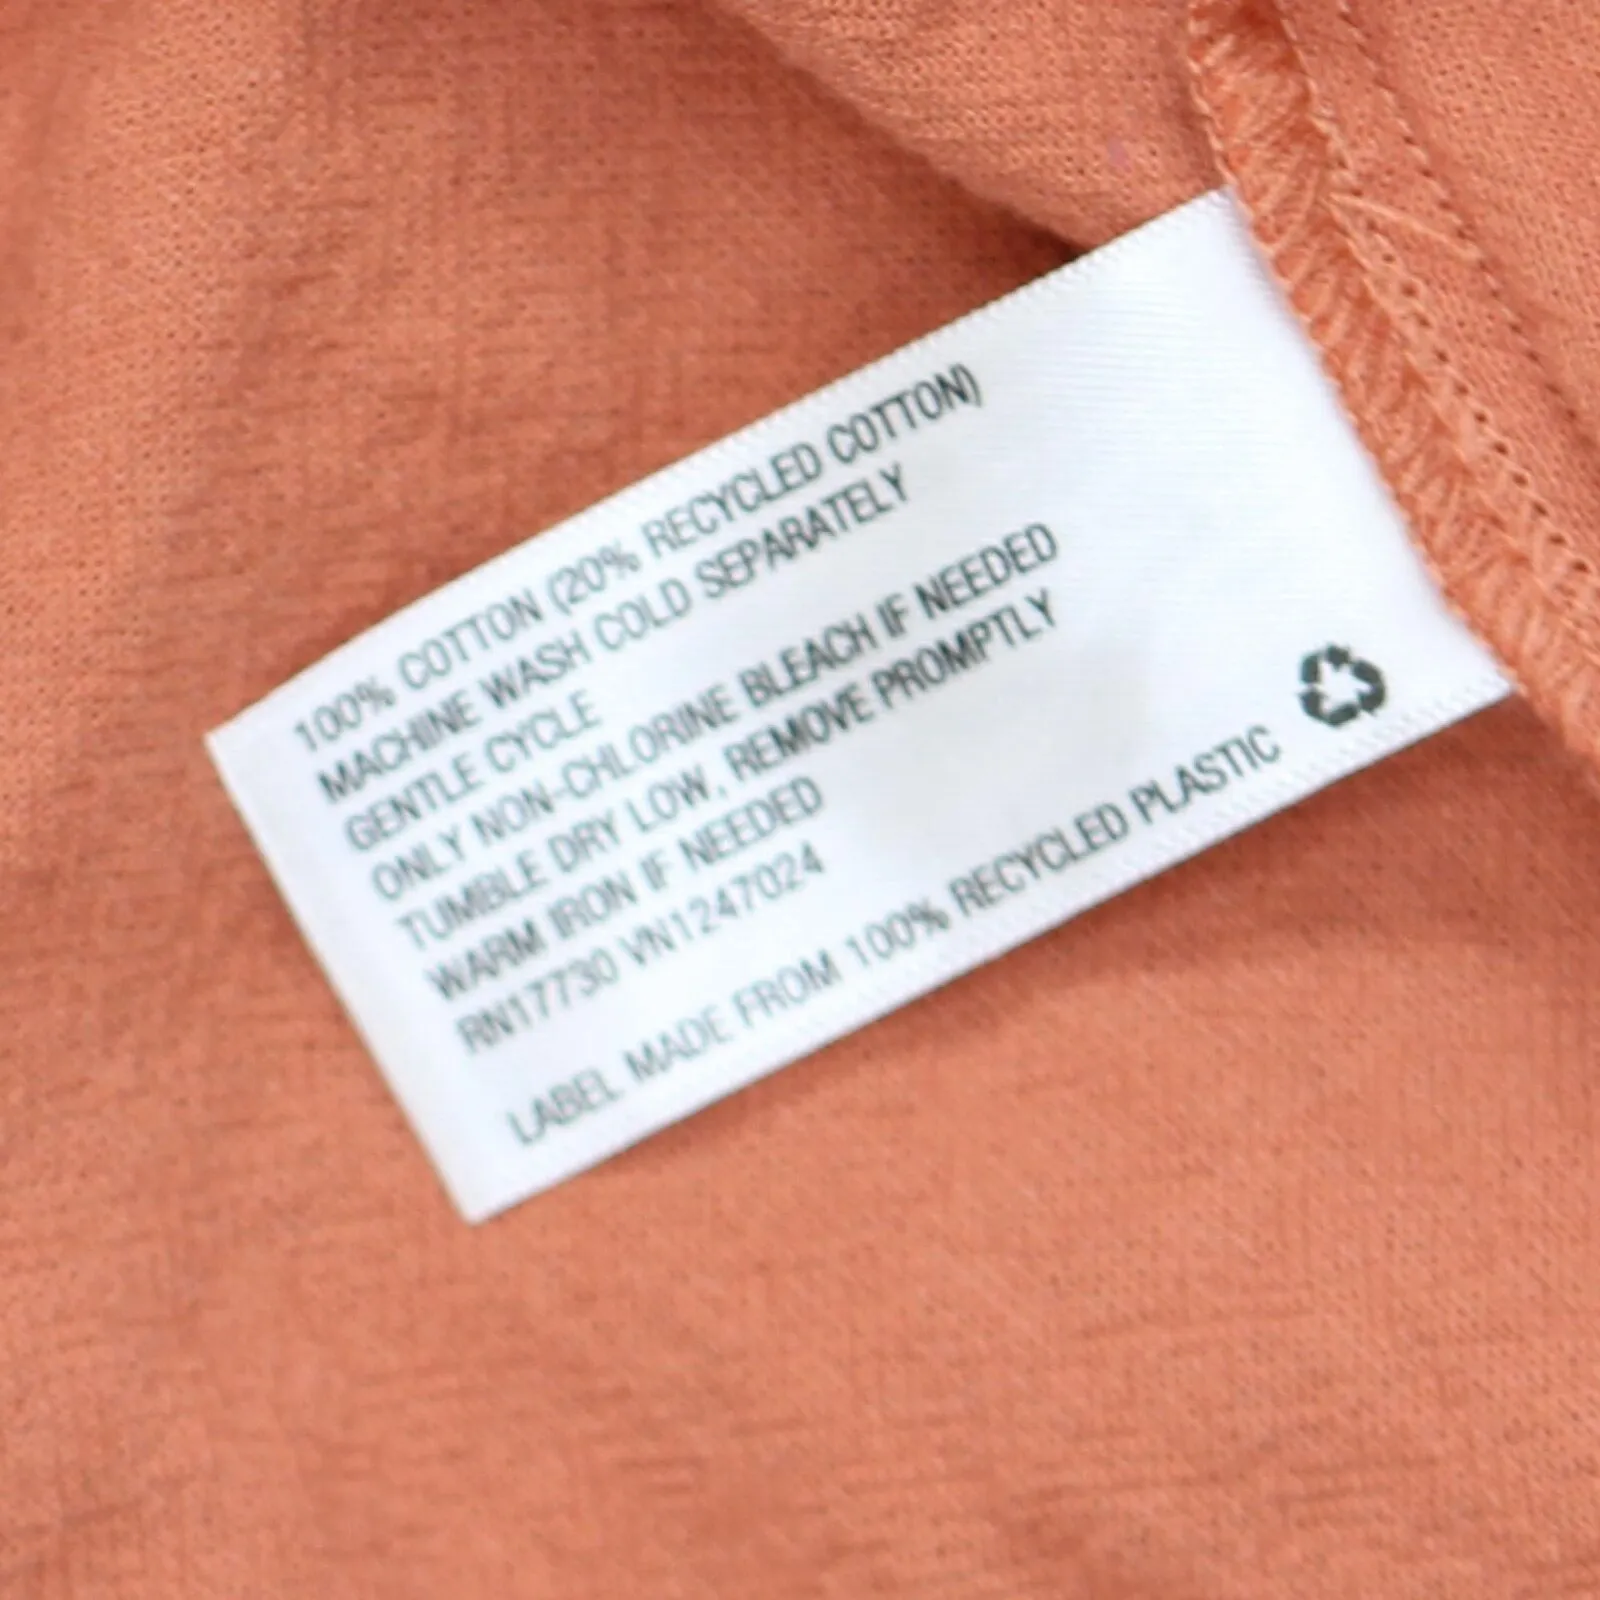 100% COTTON (20% RECYCLED COTTON)
MACHINE WASH COLD SEPARATELY
GENTLE CYCLE
ONLY NON-CHLORINE BLEACH IF NEEDED
TUMBLE DRY LOW, REMOVE PROMPTLY
WARM IRON IF NEEDED
RN17730 VN1247024
LABEL MADE FROM 100% RECYCLED PLASTIC